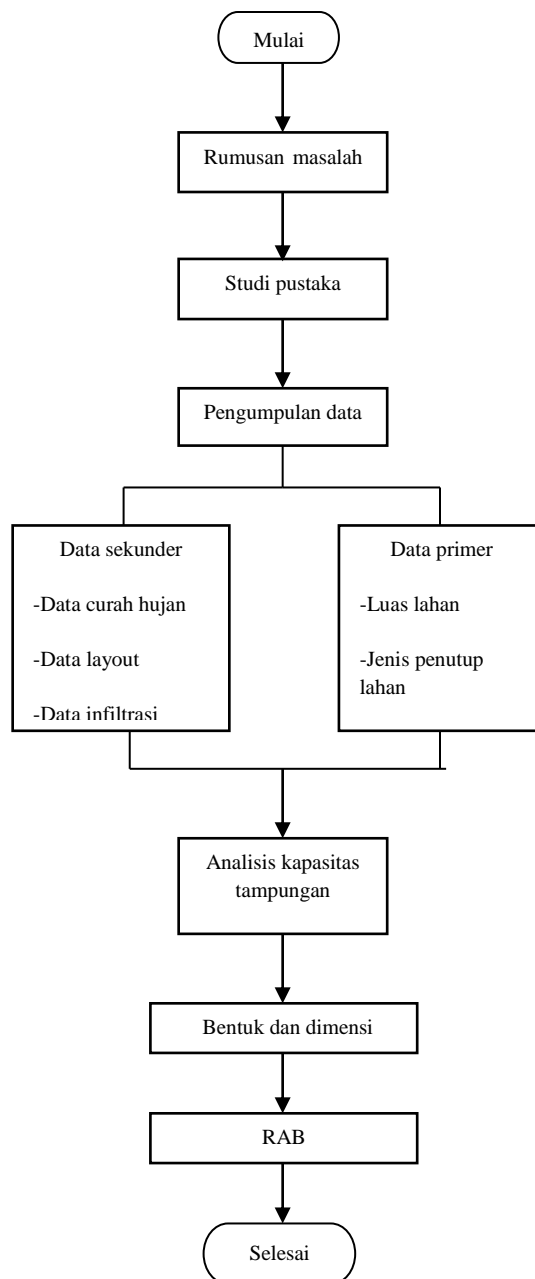 Mulai
Rumusan masalah
Studi pustaka
Pengumpulan data
Data sekunder
-Data curah hujan
-Data layout
-Data infiltrasi
Data primer
-Luas lahan
-Jenis penutup
lahan
Analisis kapasitas
tampungan
Bentuk dan dimensi
RAB
Selesai